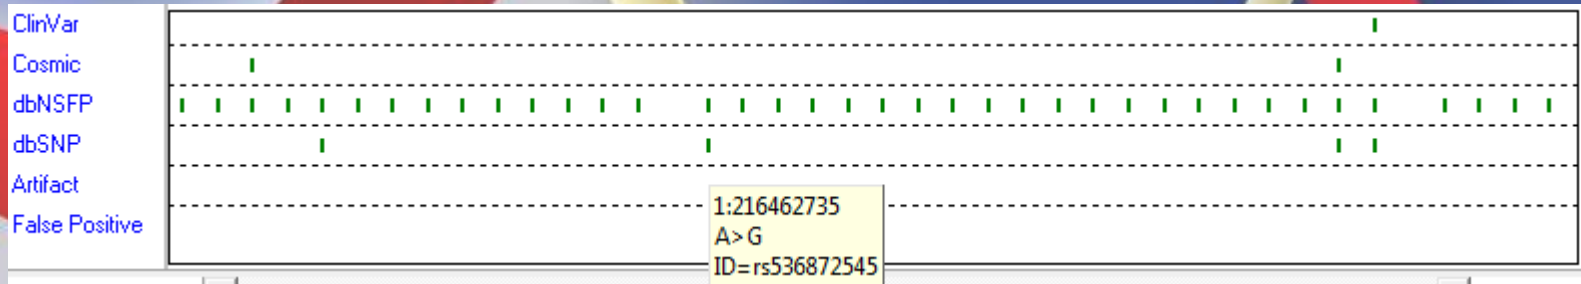 ClinVar
Cosmic
dbNSFP
dbSNP
Artifact
False Positive
1:216462735
A>G
ID=rs536872545